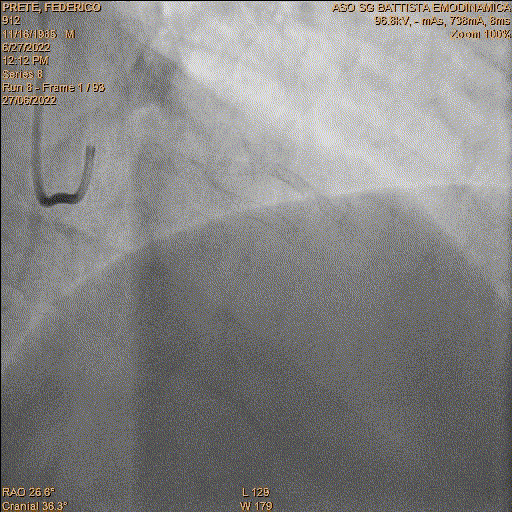 PRETE, FEDERICO
912
11/16/1985 - M
6/27/2022
12:12 PM
Series 8
Run 8 - Frame 1 / 93
27/06/2022
ASO SG BATTISTA EMODINAMICA
96.8kV, - mAs, 738mA, 8ms
Zoom 100%
RAO 26.6°
Cranial 36.3°
L 129
W 179